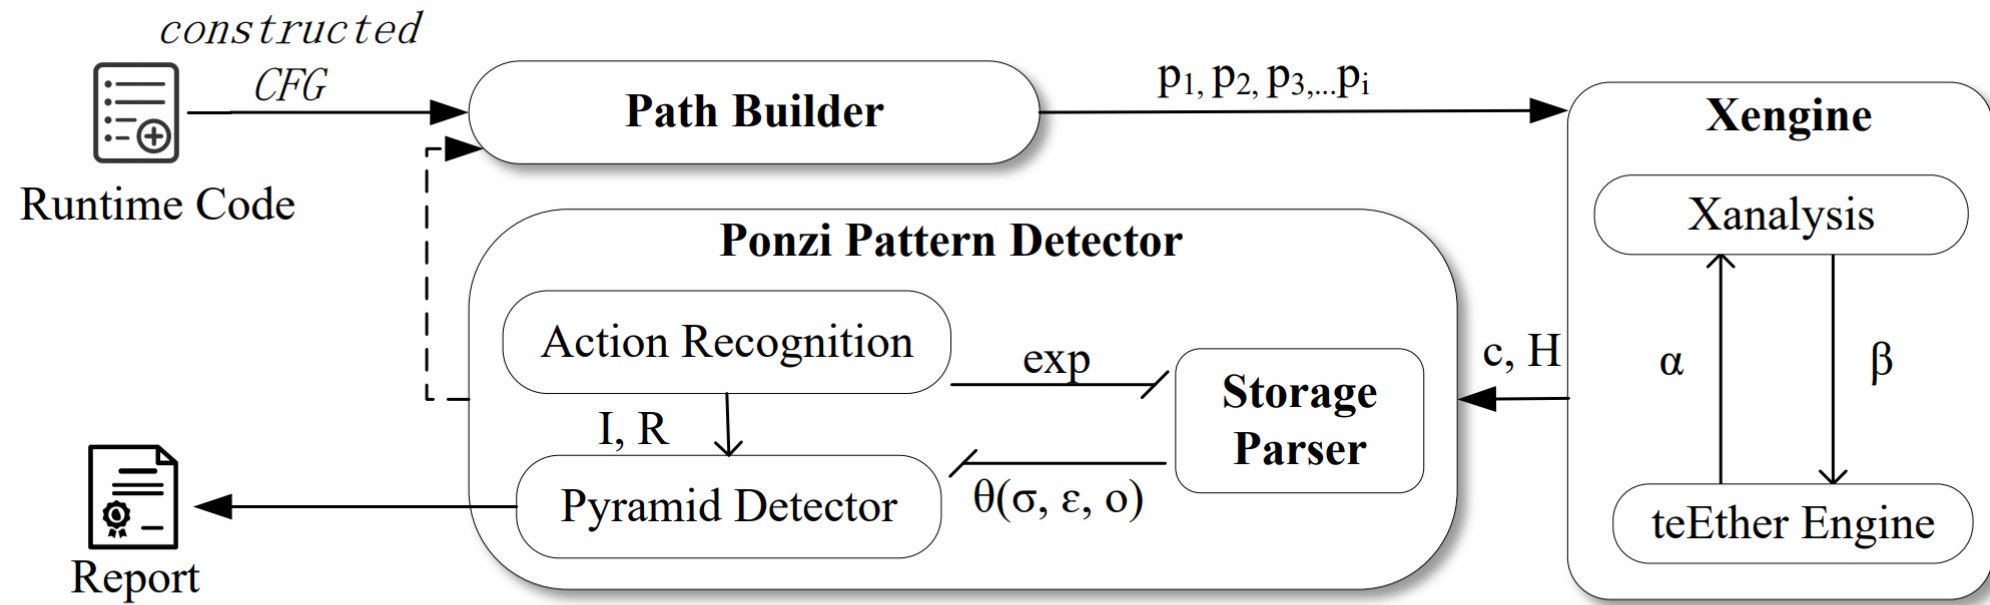 constructed
CFG
Runtime Code
Path Builder
p1, p2, p3,...pi
Xengine
Xanalysis
α
β
teEther Engine
c, H
Ponzi Pattern Detector
Action Recognition
exp
Storage
Parser
I, R
θ(σ, ε, o)
Pyramid Detector
Report